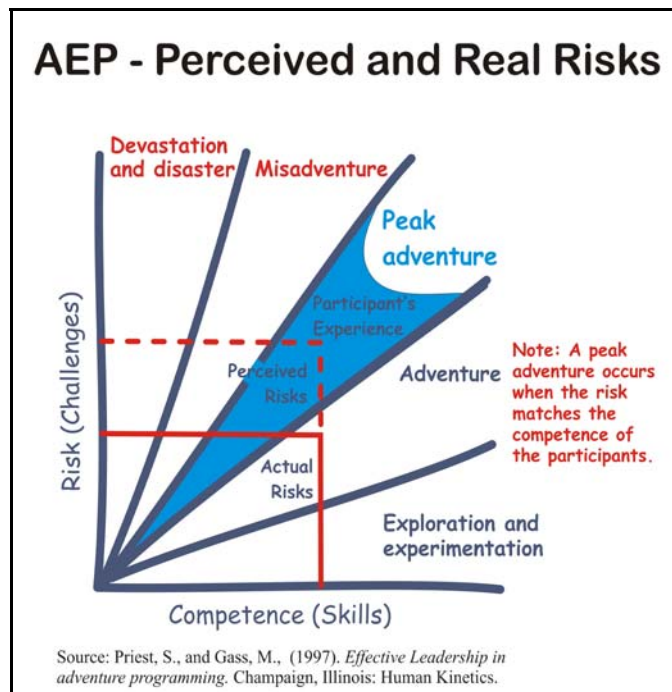 AEP - Perceived and Real Risks
Devastation
and disaster
Misadventure
Peak
adventure
Participant's
Experience
Perceived
Risks
Adventure
Note: A peak
adventure occurs
when the risk
matches the
competence of
the participants.
Actual
Risks
Exploration and
experimentation
Risk (Challenges)
Competence (Skills)
Source: Priest, S., and Gass, M., (1997). Effective Leadership in
adventure programming. Champaign, Illinois: Human Kinetics.